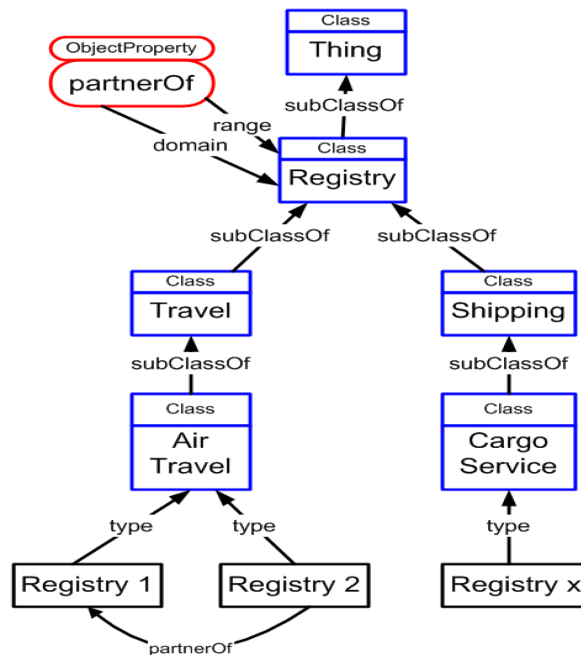 Class
Thing
ObjectProperty
partnerOf
subClassOf
range
domain
Class
Registry
subClassOf
subClassOf
Class
Travel
Class
Shipping
subClassOf
subClassOf
Class
Air
Travel
Class
Cargo
Service
type
type
type
Registry 1
Registry 2
Registry x
partnerOf